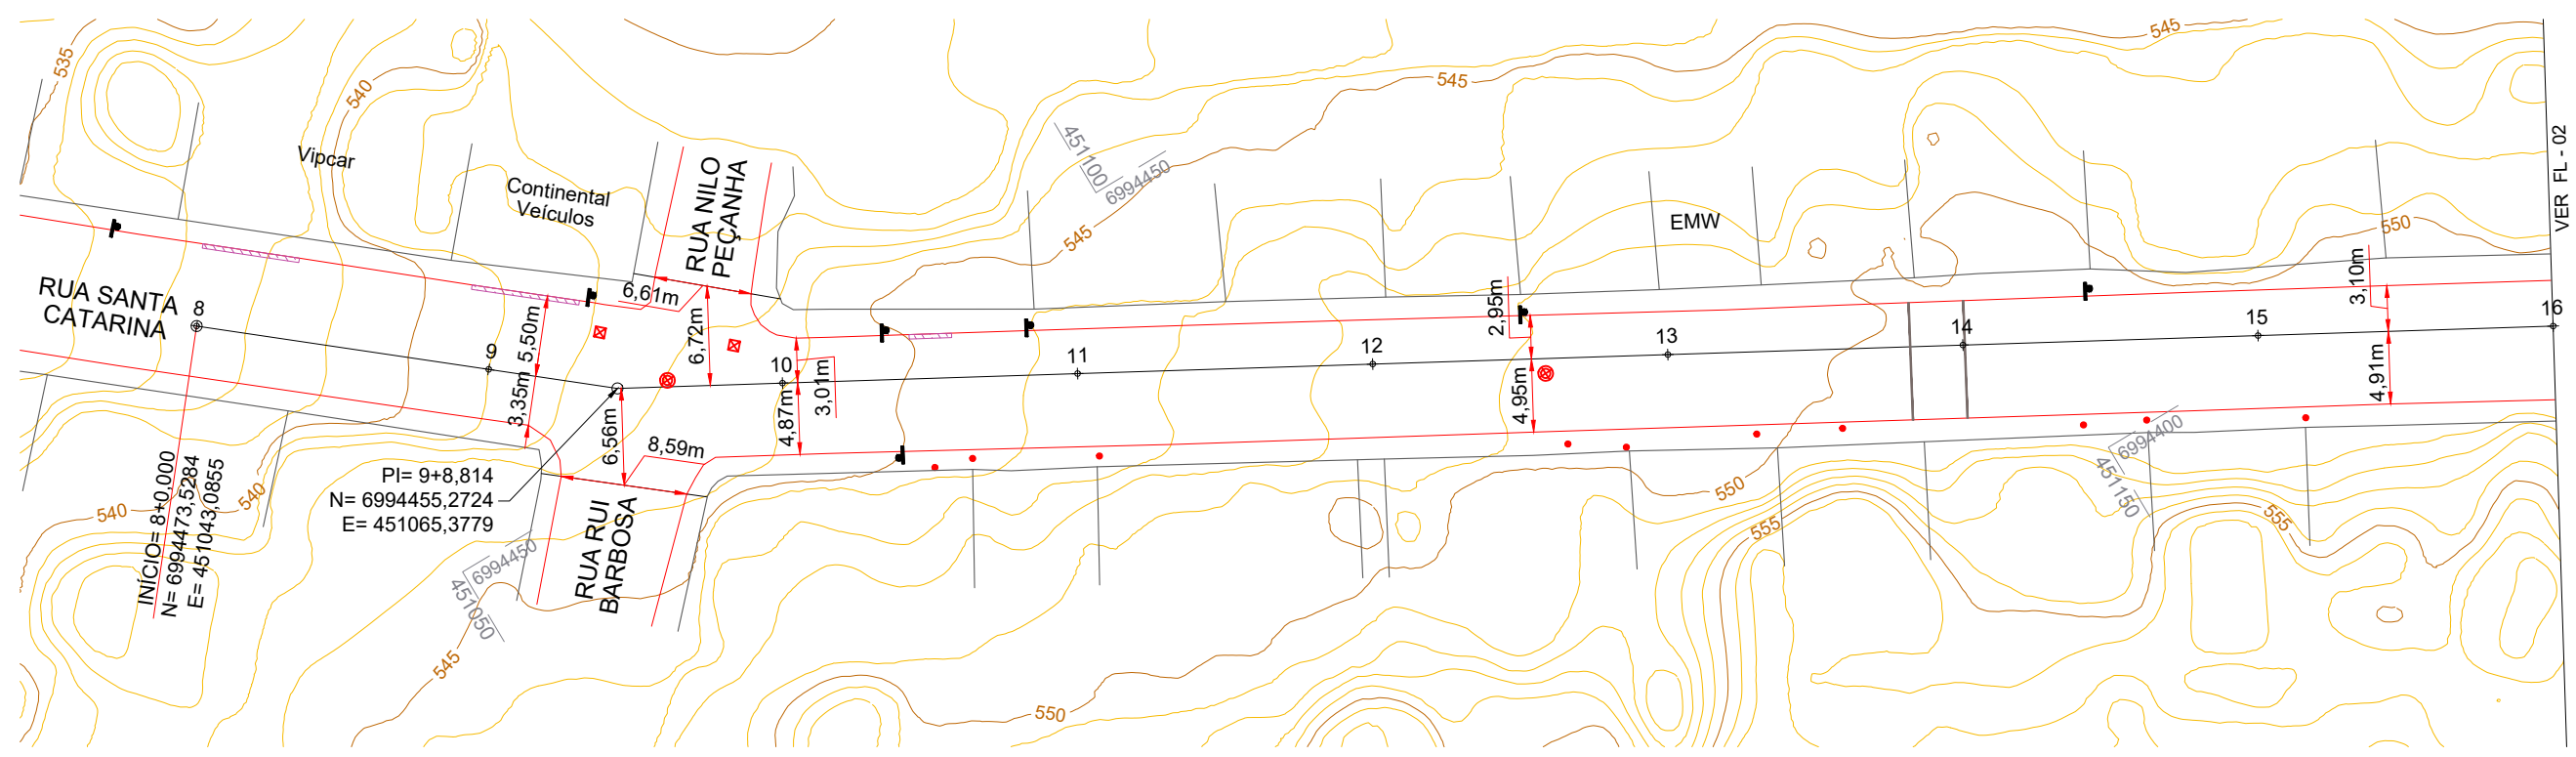 535
540
Vipcar
Continental
Veículos
RUA NILO
PEÇANHA
451100
6994450
545
545
545
EMW
550
VER FL - 02
RUA SANTA
CATARINA
8
9
10
11
12
13
14
15
16
5,50m
3,35m
6,61m
6,72m
6,56m
8,59m
4,87m
3,01m
2,95m
4,95m
3,10m
4,91m
PI= 9+8,814
N= 6994455,2724
E= 451065,3779
INÍCIO= 8+0,000
N= 6994473,5284
E= 451043,0855
540
540
RUA RUI
BARBOSA
6994450
451050
545
550
550
555
6994400
451150
555